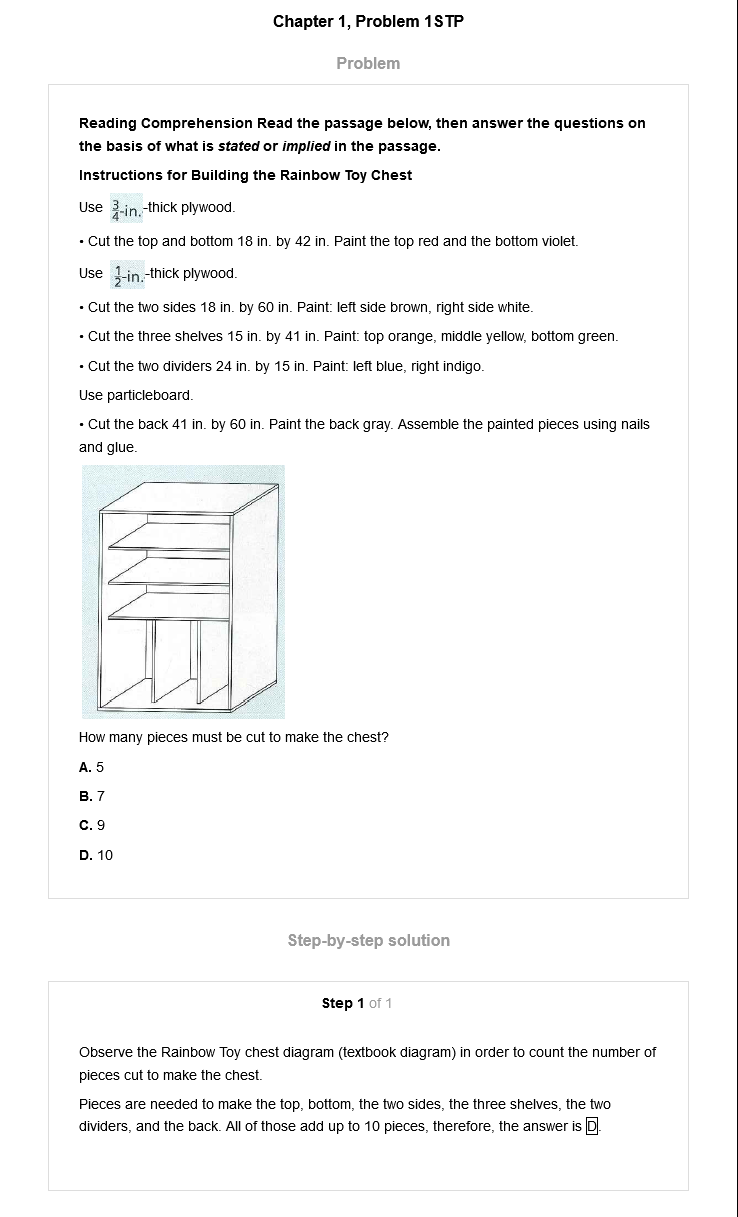 Chapter 1, Problem 1STP
Problem
Reading Comprehension Read the passage below, then answer the questions on
the basis of what is stated or implied in the passage.
Instructions for Building the Rainbow Toy Chest
Use 3/4-in.-thick plywood.
• Cut the top and bottom 18 in. by 42 in. Paint the top red and the bottom violet.
Use 1/2-in.-thick plywood.
• Cut the two sides 18 in. by 60 in. Paint: left side brown, right side white.
• Cut the three shelves 15 in. by 41 in. Paint: top orange, middle yellow, bottom green.
• Cut the two dividers 24 in. by 15 in. Paint: left blue, right indigo.
Use particleboard.
• Cut the back 41 in. by 60 in. Paint the back gray. Assemble the painted pieces using nails
and glue.
How many pieces must be cut to make the chest?
A. 5
B. 7
C. 9
D. 10
Step-by-step solution
Step 1 of 1
Observe the Rainbow Toy chest diagram (textbook diagram) in order to count the number of
pieces cut to make the chest.
Pieces are needed to make the top, bottom, the two sides, the three shelves, the two
dividers, and the back. All of those add up to 10 pieces, therefore, the answer is D.